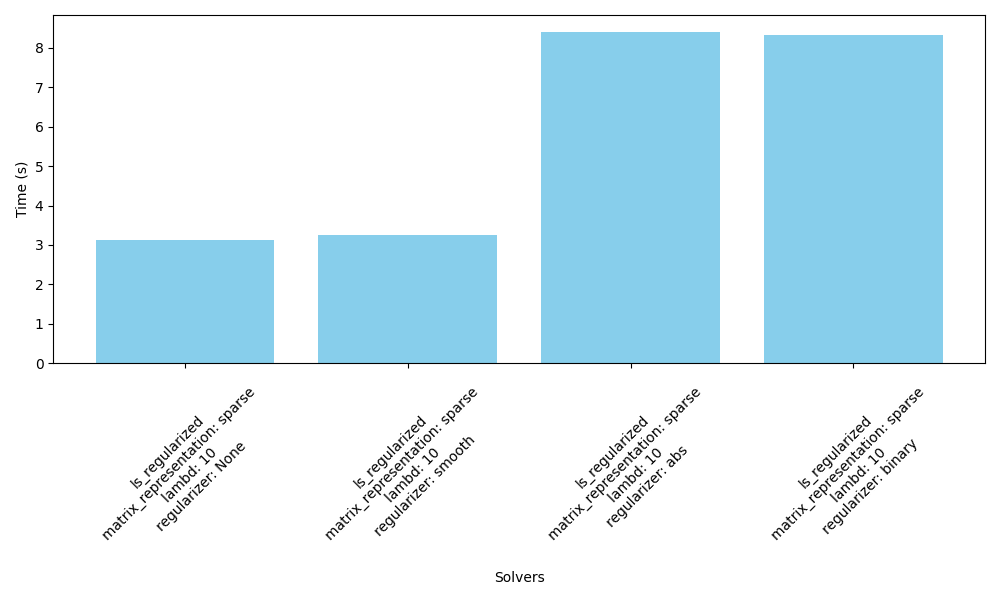 Time (s)
8
7
6
5
4
3
2
1
0
ls_regularized
matrix_representation: sparse
lambd: 10
regularizer: None
ls_regularized
matrix_representation: sparse
lambd: 10
regularizer: smooth
ls_regularized
matrix_representation: sparse
lambd: 10
regularizer: abs
ls_regularized
matrix_representation: sparse
lambd: 10
regularizer: binary
Solvers